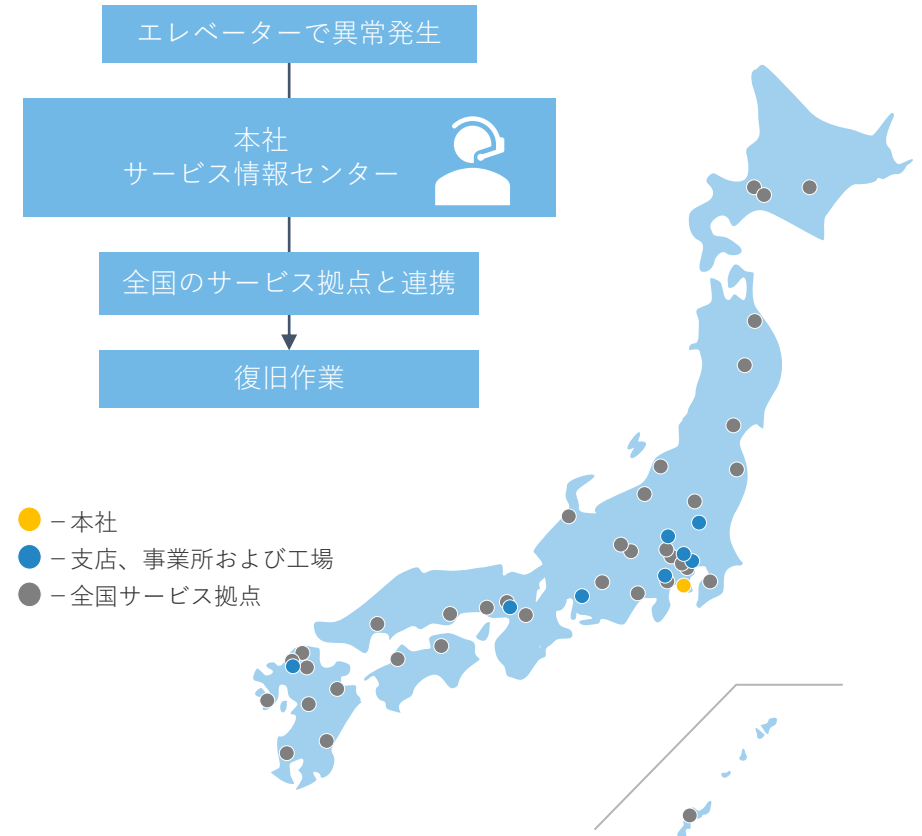 エレベーターで異常発生
本社
サービス情報センター
全国のサービス拠点と連携
復旧作業
－本社
－支店、事業所および工場
－全国サービス拠点